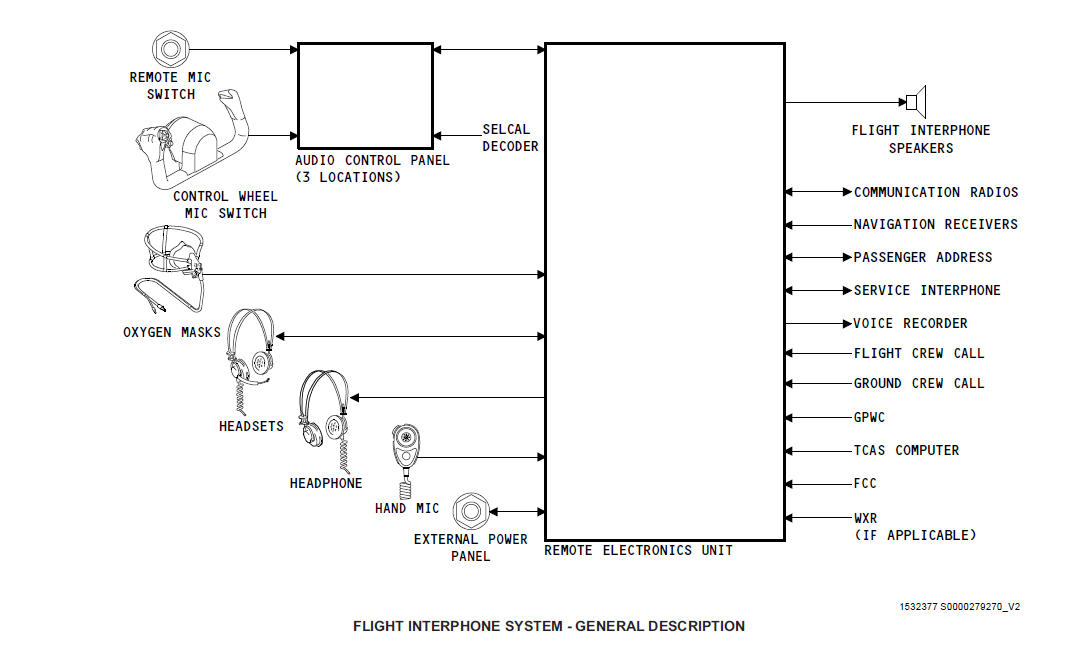 REMOTE MIC
SWITCH
CONTROL WHEEL
MIC SWITCH
AUDIO CONTROL PANEL
(3 LOCATIONS)
SELCAL
DECODER
OXYGEN MASKS
HEADSETS
HEADPHONE
HAND MIC
EXTERNAL POWER
PANEL
REMOTE ELECTRONICS UNIT
FLIGHT INTERPHONE
SPEAKERS
COMMUNICATION RADIOS
NAVIGATION RECEIVERS
PASSENGER ADDRESS
SERVICE INTERPHONE
VOICE RECORDER
FLIGHT CREW CALL
GROUND CREW CALL
GPWC
TCAS COMPUTER
FCC
WXR
(IF APPLICABLE)
1532377 S0000279270_V2
FLIGHT INTERPHONE SYSTEM - GENERAL DESCRIPTION